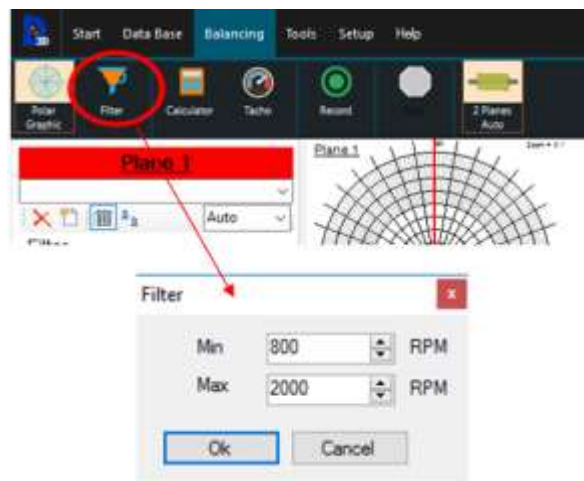 Start Data Base Balancing Tools Setup Help
Polar Graphic
Filter
Calculator
Tacho
Record
2 Planes Auto
Plane 1
Plane 1
Auto
Filter
Filter
Min 800 RPM
Max 2000 RPM
Ok Cancel